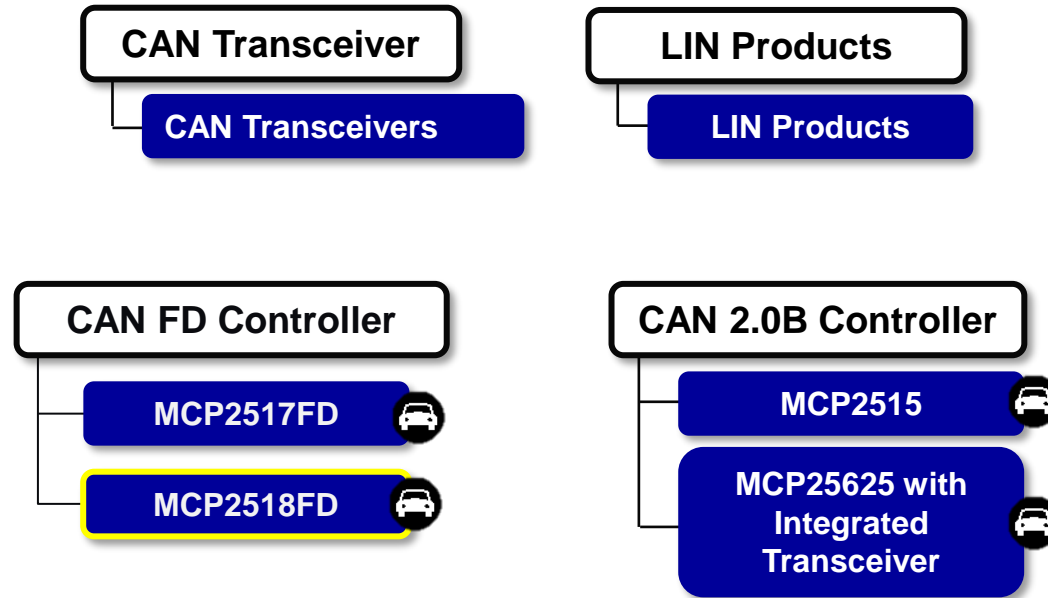 CAN Transceiver
CAN Transceivers
LIN Products
LIN Products
CAN FD Controller
MCP2517FD
MCP2518FD
CAN 2.0B Controller
MCP2515
MCP25625 with
Integrated
Transceiver